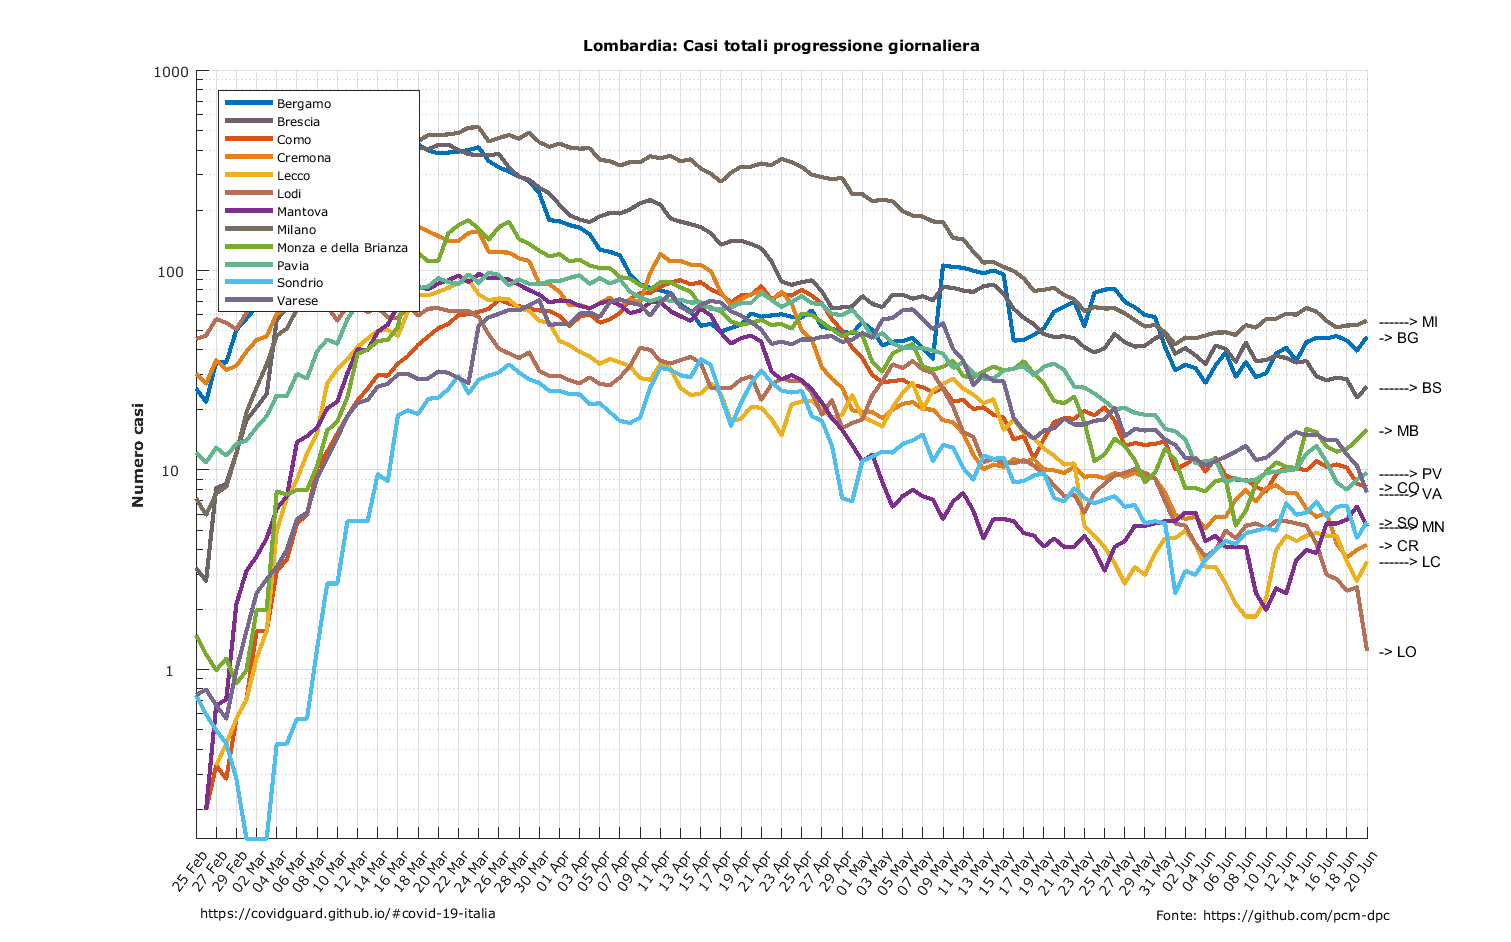 Lombardia: Casi totali progressione giornaliera
1000
100
10
1
Numero casi
Bergamo
Brescia
Como
Cremona
Lecco
Lodi
Mantova
Milano
Monza e della Brianza
Pavia
Sondrio
Varese
------> MI
-> BG
------> BS
-> MB
------> PV
-> CO
------> VA
-> SO
------> MN
-> CR
------> LC
-> LO
25 Feb
27 Feb
29 Feb
02 Mar
04 Mar
06 Mar
08 Mar
10 Mar
12 Mar
14 Mar
16 Mar
18 Mar
20 Mar
22 Mar
24 Mar
26 Mar
28 Mar
30 Mar
01 Apr
03 Apr
05 Apr
07 Apr
09 Apr
11 Apr
13 Apr
15 Apr
17 Apr
19 Apr
21 Apr
23 Apr
25 Apr
27 Apr
29 Apr
01 May
03 May
05 May
07 May
09 May
11 May
13 May
15 May
17 May
19 May
21 May
23 May
25 May
27 May
29 May
31 May
02 Jun
04 Jun
06 Jun
08 Jun
10 Jun
12 Jun
14 Jun
16 Jun
18 Jun
20 Jun
https://covidguard.github.io/#covid-19-italia
Fonte: https://github.com/pcm-dpc